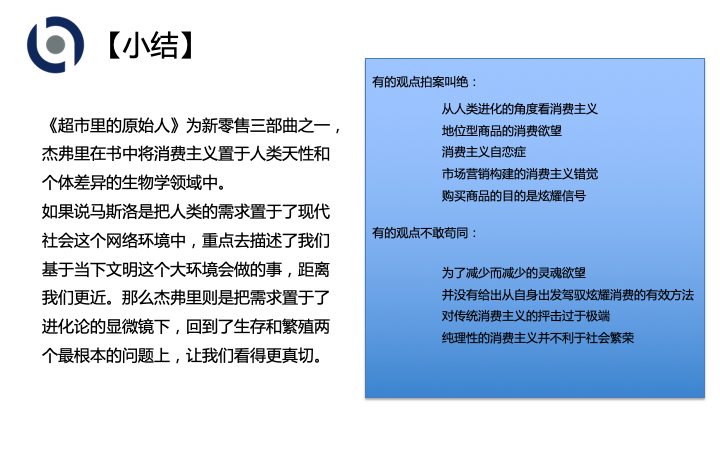 【小结】
《超市里的原始人》为新零售三部曲之一，
杰弗里在书中将消费主义置于人类天性和
个体差异的生物学领域中。
如果说马斯洛是把人类的需求置于了现代
社会这个网络环境中，重点去描述了我们
基于当下文明这个大环境会做的事，距离
我们更近。那么杰弗里则是把需求置于了
进化论的显微镜下，回到了生存和繁殖两
个最根本的问题上，让我们看得更真切。
有的观点拍案叫绝：
从人类进化的角度看消费主义
地位型商品的消费欲望
消费主义自恋症
市场营销构建的消费主义错觉
购买商品的目的是炫耀信号
有的观点不敢苟同：
为了减少而减少的灵魂欲望
并没有给出从自身出发驾驭炫耀消费的有效方法
对传统消费主义的抨击过于极端
纯理性的消费主义并不利于社会繁荣